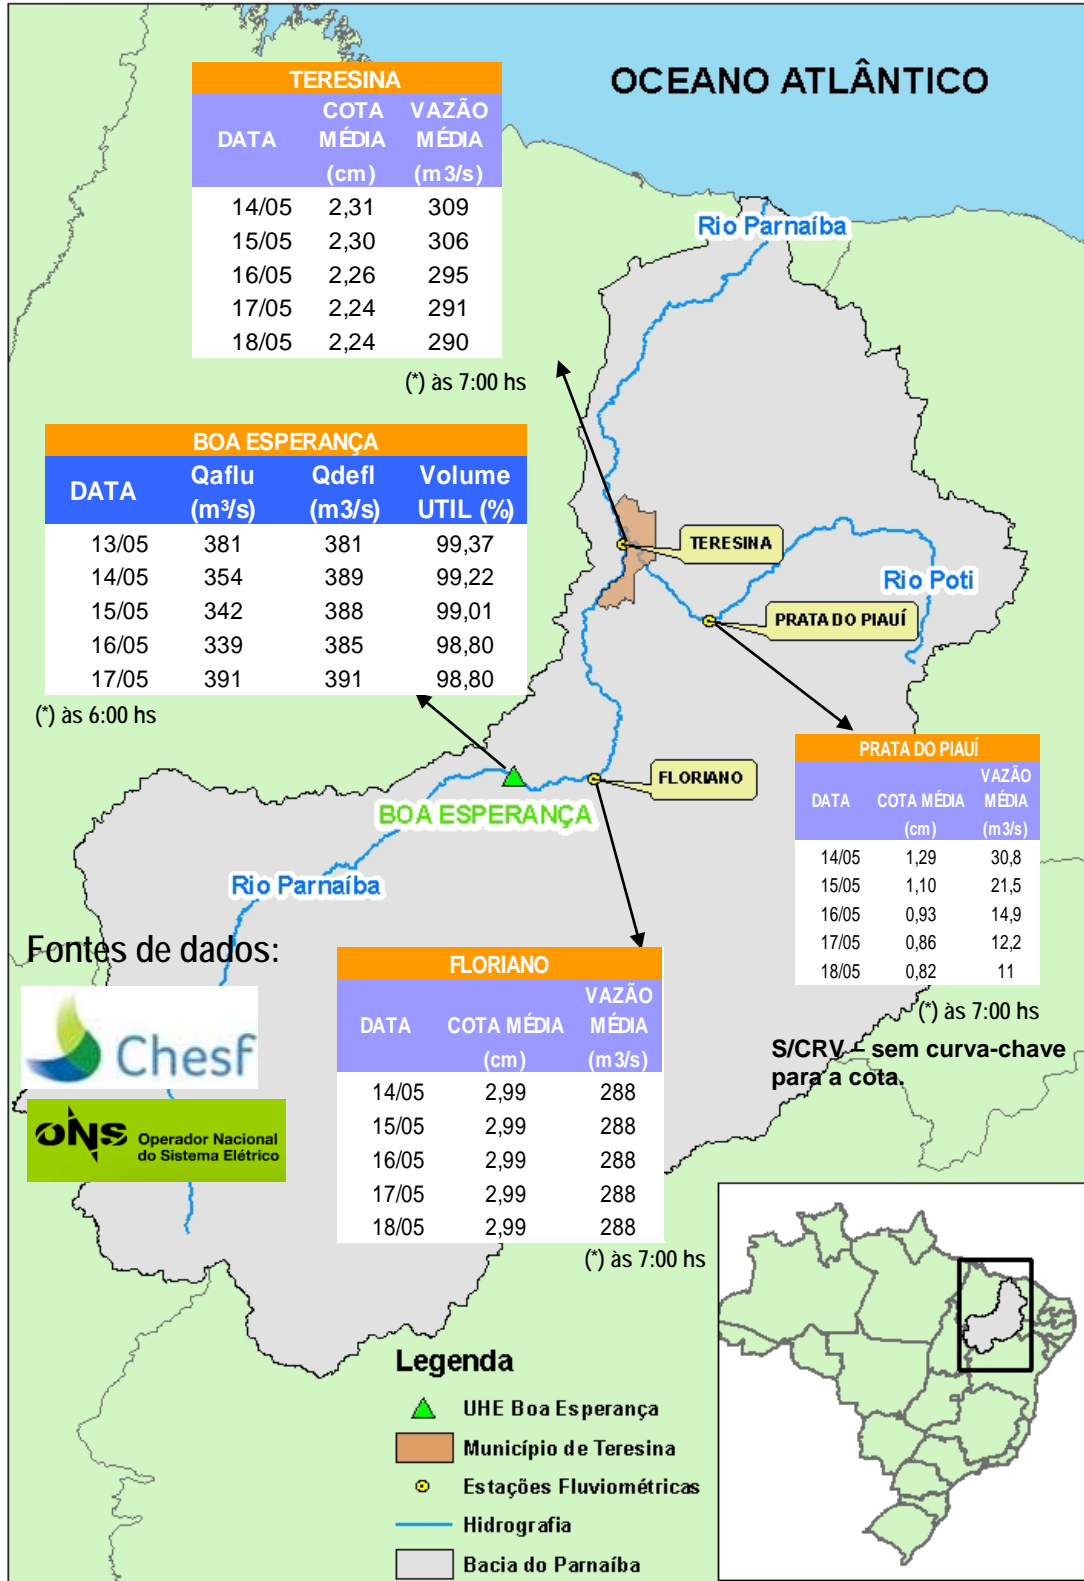 OCEANO ATLÂNTICO
TERESINA
DATA COTA MÉDIA (cm) VAZÃO MÉDIA (m3/s)
14/05 2,31 309
15/05 2,30 306
16/05 2,26 295
17/05 2,24 291
18/05 2,24 290
(*) às 7:00 hs
Rio Parnaíba
BOA ESPERANÇA
DATA Qaflu (m³/s) Qdefl (m3/s) Volume UTIL (%)
13/05 381 381 99,37
14/05 354 389 99,22
15/05 342 388 99,01
16/05 339 385 98,80
17/05 391 391 98,80
(*) às 6:00 hs
TERESINA
Rio Poti
PRATA DO PIAUÍ
FLORIANO
BOA ESPERANÇA
Rio Parnaíba
PRATA DO PIAUÍ
DATA COTA MÉDIA (cm) VAZÃO MÉDIA (m3/s)
14/05 1,29 30,8
15/05 1,10 21,5
16/05 0,93 14,9
17/05 0,86 12,2
18/05 0,82 11
(*) às 7:00 hs
S/CRV – sem curva-chave
para a cota.
Fontes de dados:
Chesf
ONS Operador Nacional
do Sistema Elétrico
FLORIANO
DATA COTA MÉDIA (cm) VAZÃO MÉDIA (m3/s)
14/05 2,99 288
15/05 2,99 288
16/05 2,99 288
17/05 2,99 288
18/05 2,99 288
(*) às 7:00 hs
Legenda
UHE Boa Esperança
Município de Teresina
Estações Fluviométricas
Hidrografia
Bacia do Parnaíba